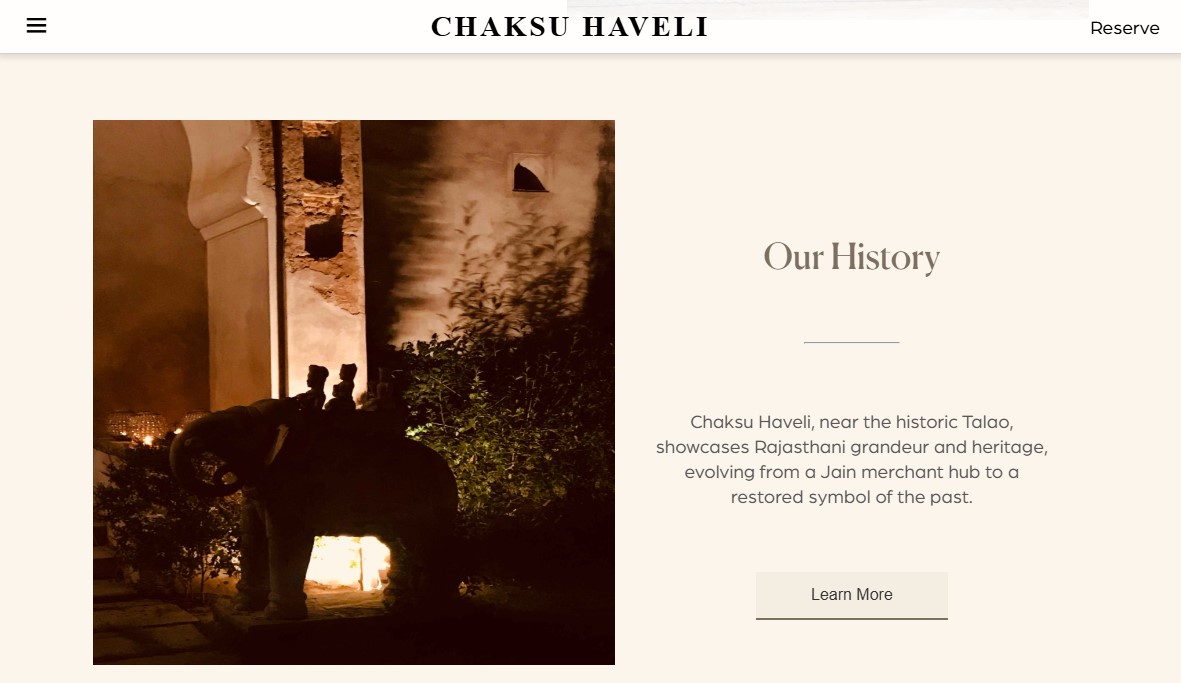 CHAKSU HAVELI
Reserve
Our History
Chaksu Haveli, near the historic Talao,
showcases Rajasthani grandeur and heritage,
evolving from a Jain merchant hub to a
restored symbol of the past.
Learn More